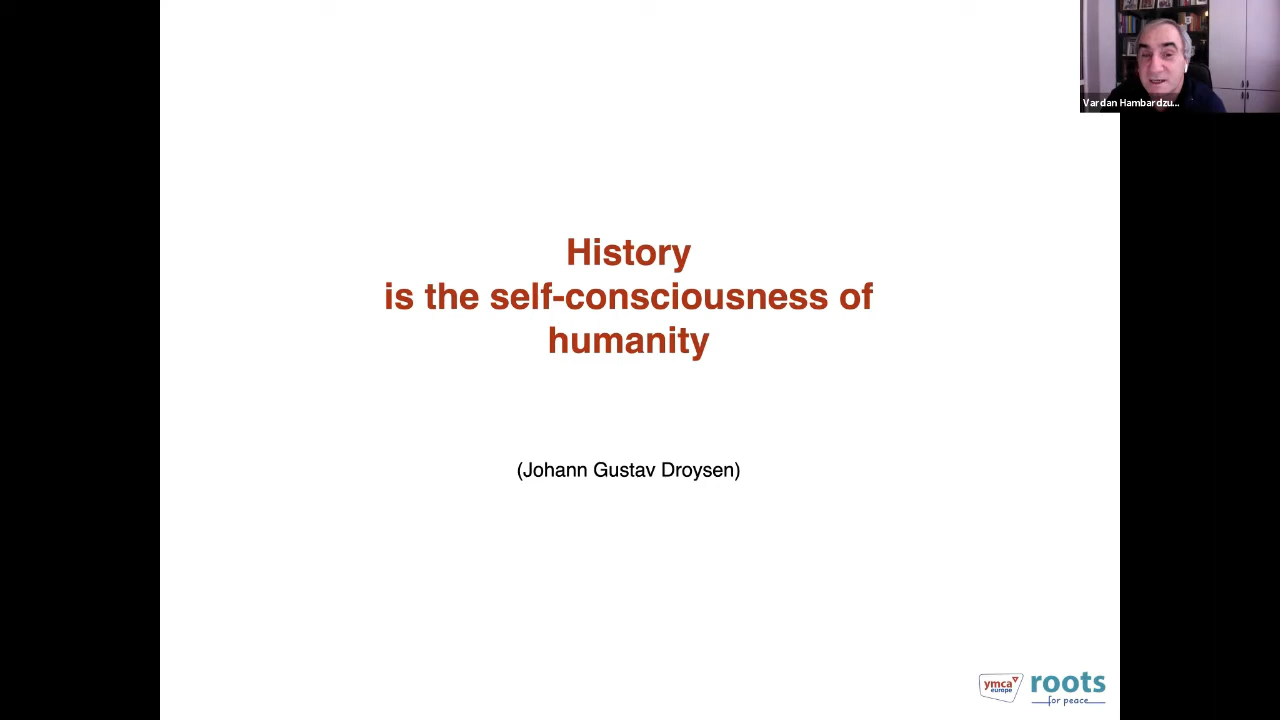 Vardan Hambardzu...
History
is the self-consciousness of
humanity
(Johann Gustav Droysen)
ymca
europe
roots
for peace